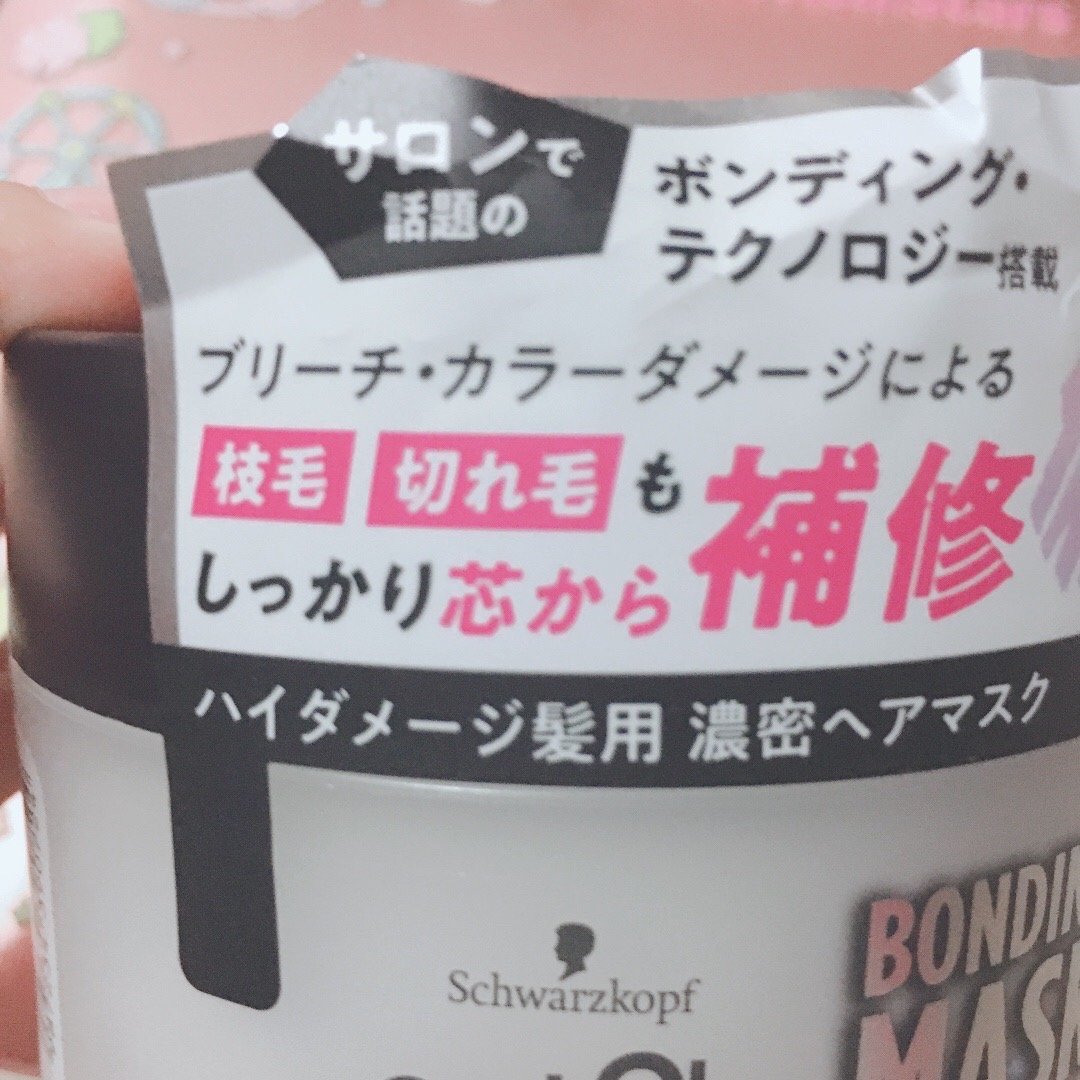 サロンで
話題の
ボンディング・
テクノロジー搭載
ブリーチ・カラーダメージによる
枝毛 切れ毛 も
しっかり芯から補修
ハイダメージ髪用 濃密ヘアマスク
Schwarzkopf